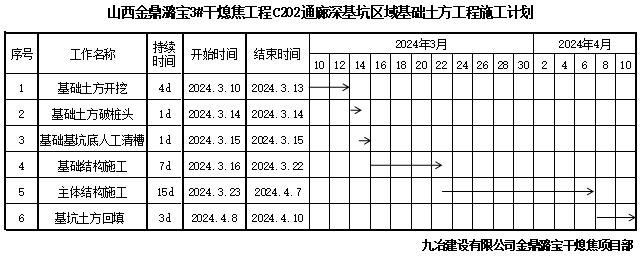 山西金鼎潞宝3#干熄焦工程C202通廊深基坑区域基础土方工程施工计划
序号 工作名称 持续时间 开始时间 结束时间 2024年3月 2024年4月
10 12 14 16 18 20 22 24 26 28 30 2 4 6 8 10
1 基础土方开挖 4d 2024.3.10 2024.3.13
2 基础土方破桩头 1d 2024.3.14 2024.3.14
3 基础基坑底人工清槽 1d 2024.3.15 2024.3.15
4 基础结构施工 7d 2024.3.16 2024.3.22
5 主体结构施工 15d 2024.3.23 2024.4.7
6 基坑土方回填 3d 2024.4.8 2024.4.10
九冶建设有限公司金鼎潞宝干熄焦项目部